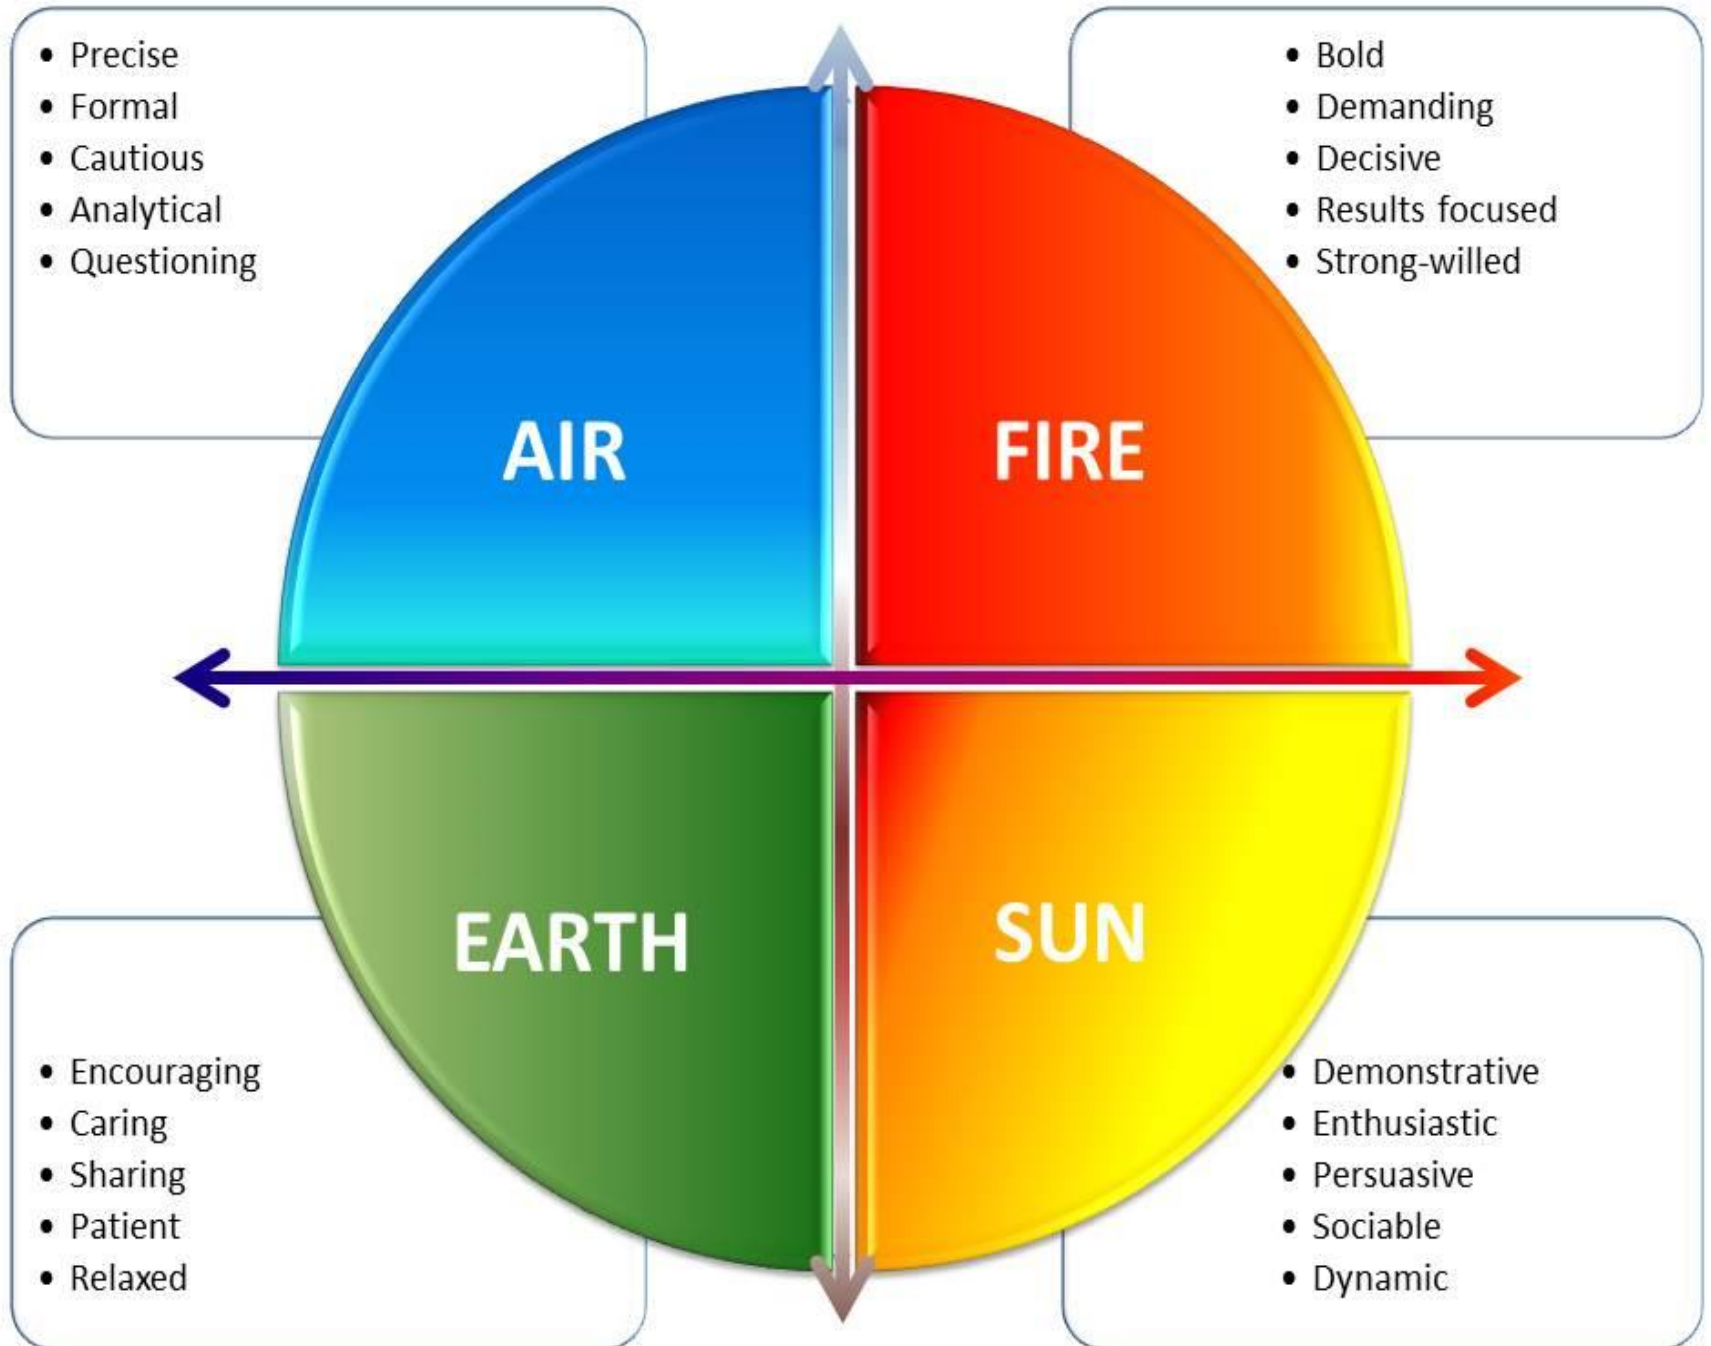 • Precise
• Formal
• Cautious
• Analytical
• Questioning
• Bold
• Demanding
• Decisive
• Results focused
• Strong-willed
AIR
FIRE
EARTH
SUN
• Encouraging
• Caring
• Sharing
• Patient
• Relaxed
• Demonstrative
• Enthusiastic
• Persuasive
• Sociable
• Dynamic